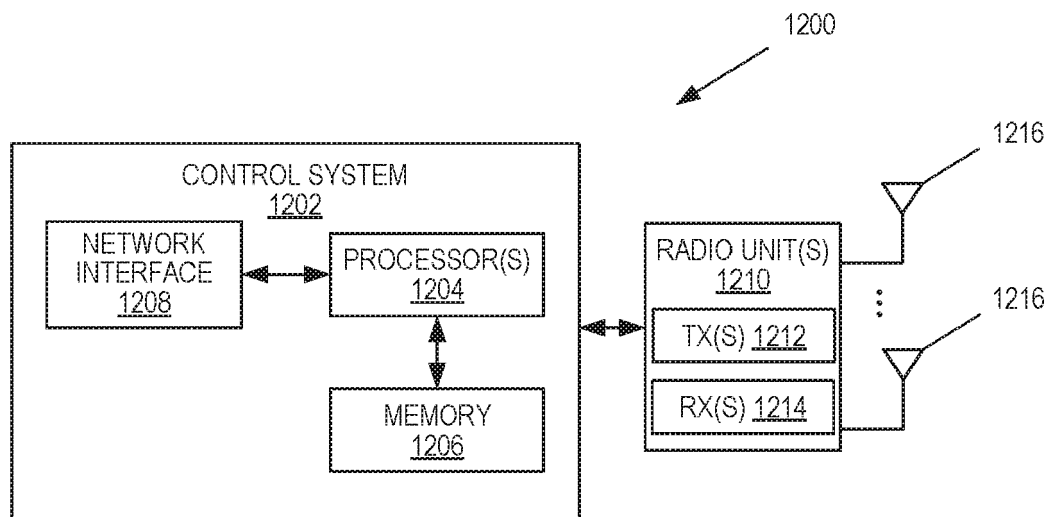 1200
1216
CONTROL SYSTEM
1202
NETWORK
INTERFACE
1208
PROCESSOR(S)
1204
MEMORY
1206
RADIO UNIT(S)
1210
TX(S) 1212
RX(S) 1214
1216